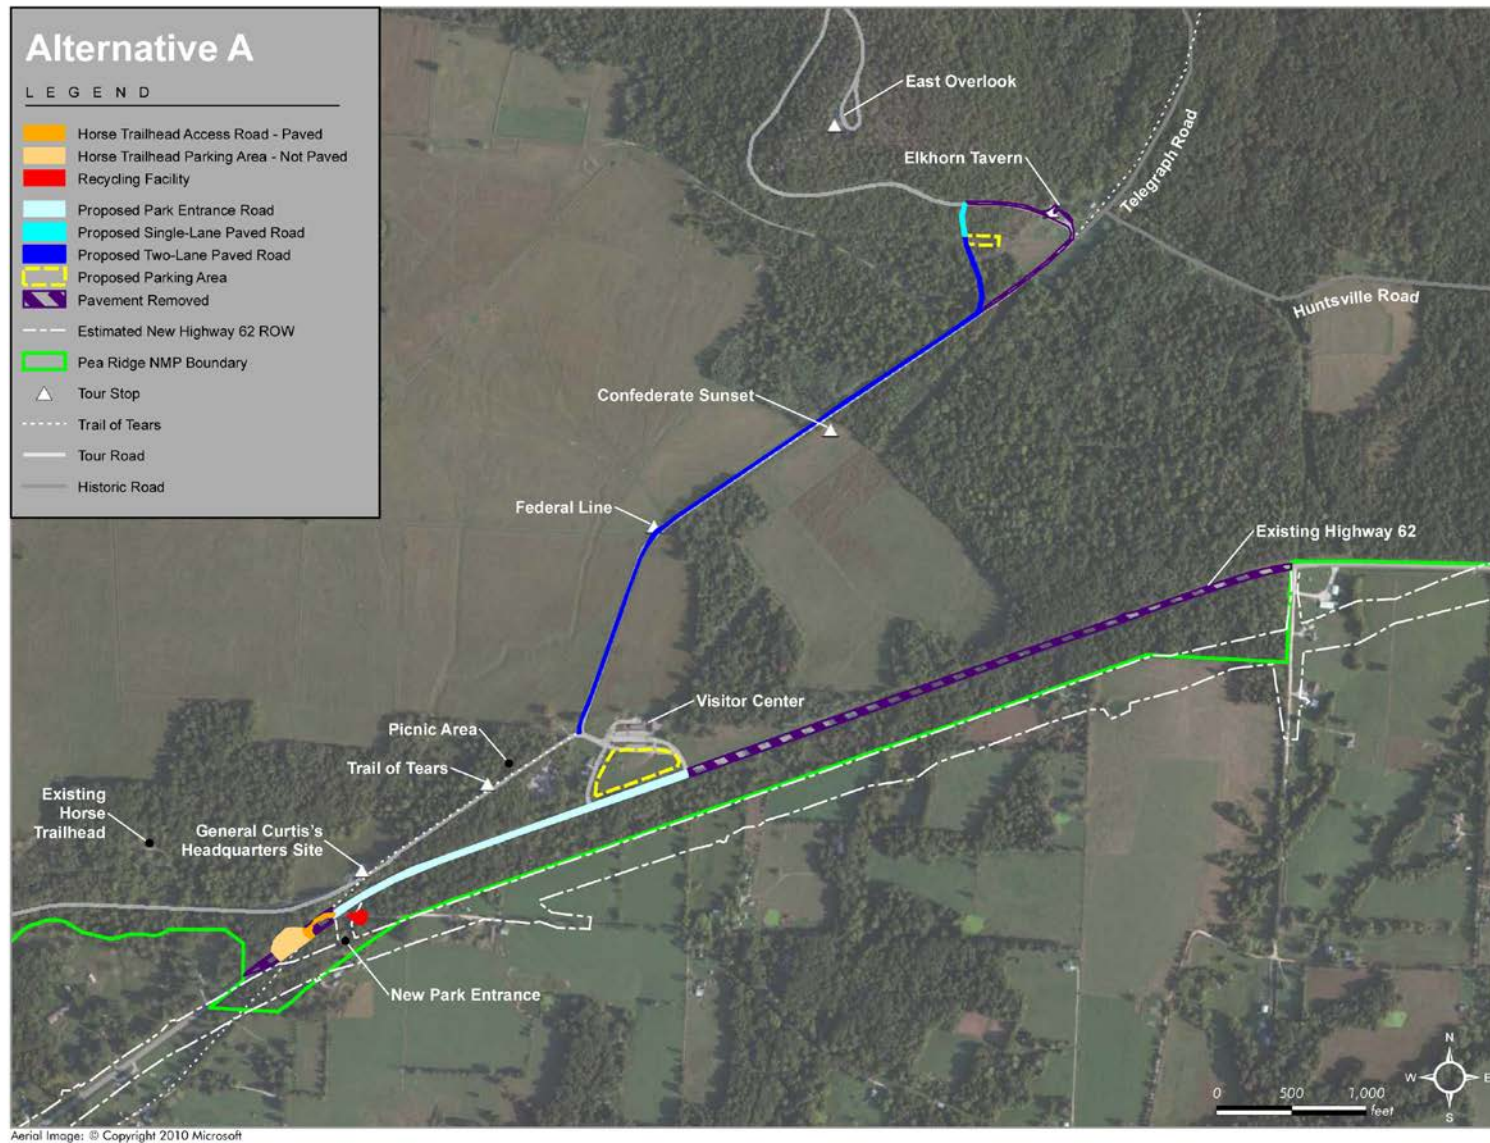 Alternative A
LEGEND
Horse Trailhead Access Road - Paved
Horse Trailhead Parking Area - Not Paved
Recycling Facility
Proposed Park Entrance Road
Proposed Single-Lane Paved Road
Proposed Two-Lane Paved Road
Proposed Parking Area
Pavement Removed
Estimated New Highway 62 ROW
Pea Ridge NMP Boundary
Tour Stop
Trail of Tears
Tour Road
Historic Road
East Overlook
Elkhorn Tavern
Telegraph Road
Huntsville Road
Confederate Sunset
Federal Line
Existing Highway 62
Visitor Center
Picnic Area
Trail of Tears
Existing
Horse
Trailhead
General Curtis's
Headquarters Site
New Park Entrance
N
W
E
S
0 500 1,000
feet
Aerial Image: © Copyright 2010 Microsoft